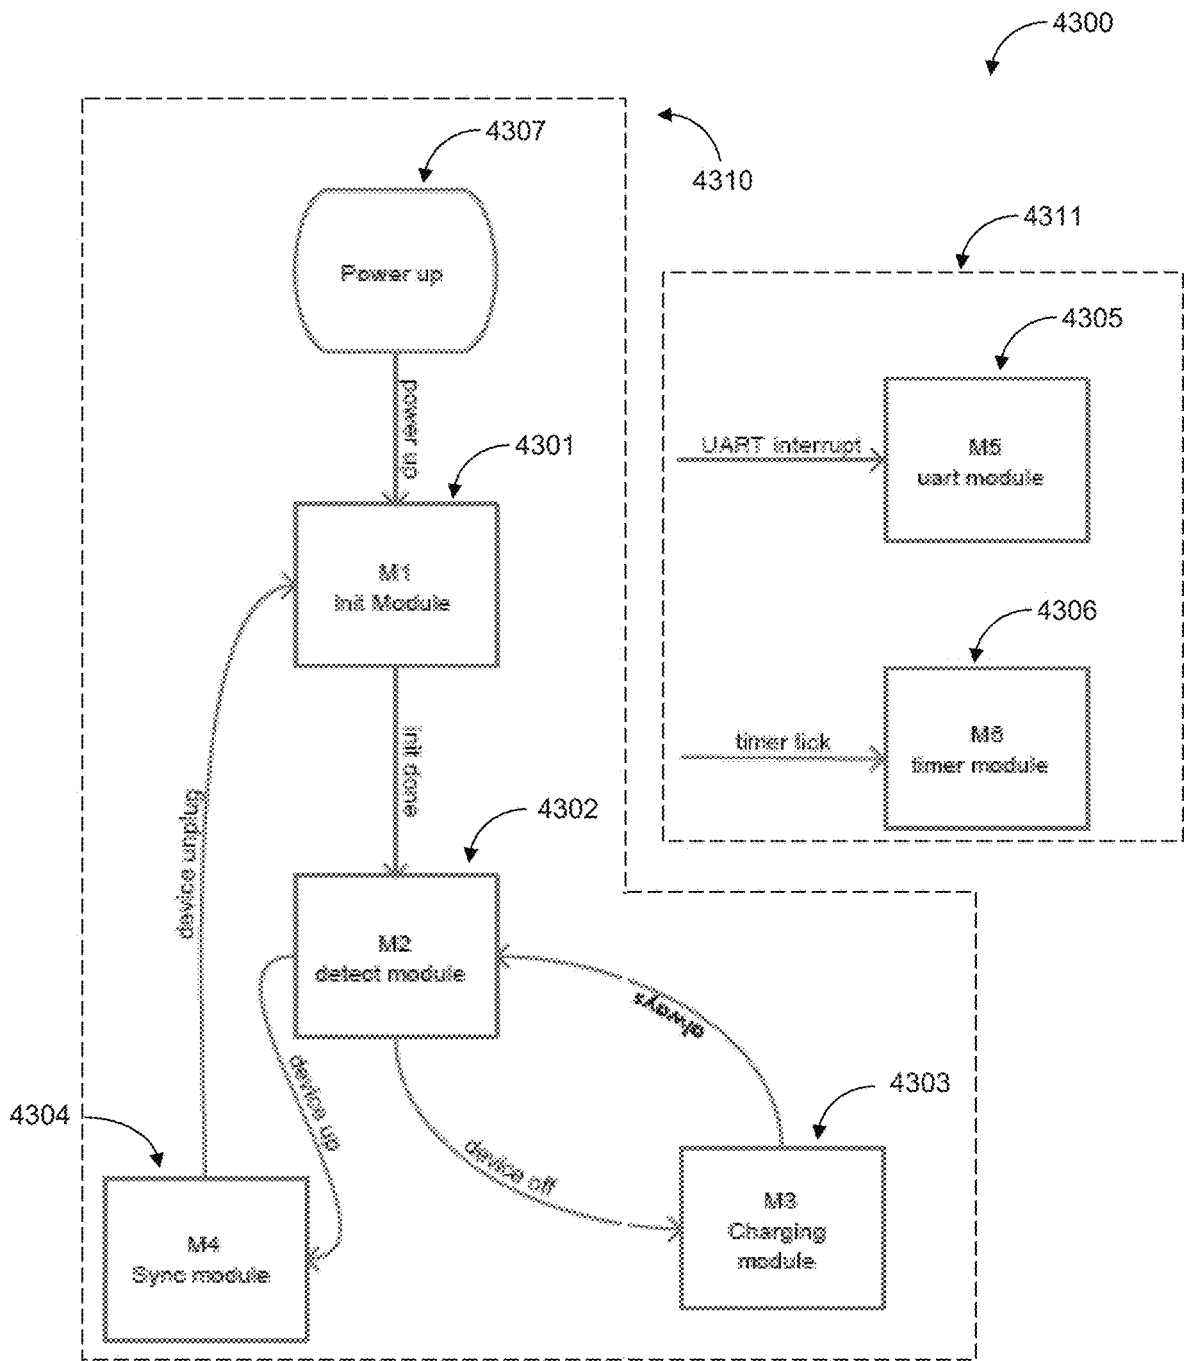 4300
4307
4310
Power up
4311
4305
power up
4301
UART interrupt
M5
uart module
M1
Init Module
4306
init done
timer tick
M6
timer module
device unplug
4302
M2
detect module
always
device up
4303
4304
device off
M3
Charging
module
M4
Sync module